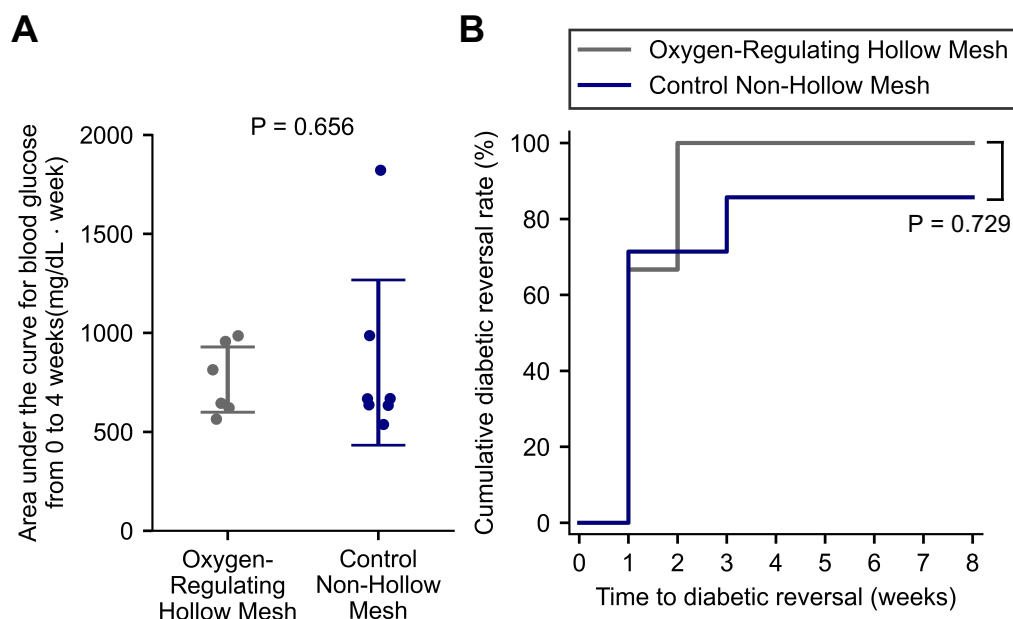 A
P = 0.656
Area under the curve for blood glucose
from 0 to 4 weeks(mg/dL · week)
2000
1500
1000
500
0
Oxygen-
Regulating
Hollow Mesh
Control
Non-Hollow
Mesh
B
Oxygen-Regulating Hollow Mesh
Control Non-Hollow Mesh
Cumulative diabetic reversal rate (%)
100
80
60
40
20
0
P = 0.729
0 1 2 3 4 5 6 7 8
Time to diabetic reversal (weeks)